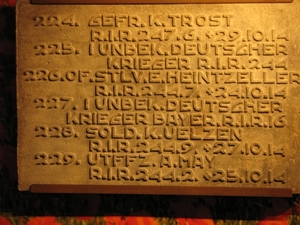 224. GEFR.K.TROST
R.I.R.247.6.+29.10.14
225. 1 UNBEK.DEUTSCHER
KRIEGER R.I.R.244
226.OF.STLV.E.HEINTZELLER
R.I.R.244.7.+24.10.14
227. 1 UNBEK.DEUTSCHER
KRIEGER BAYER.R.I.R.16
228. SOLD.K.UELZEN
R.I.R.244.9.+27.10.14
229. UTFFZ.A.MAY
R.I.R.244.2.+25.10.14